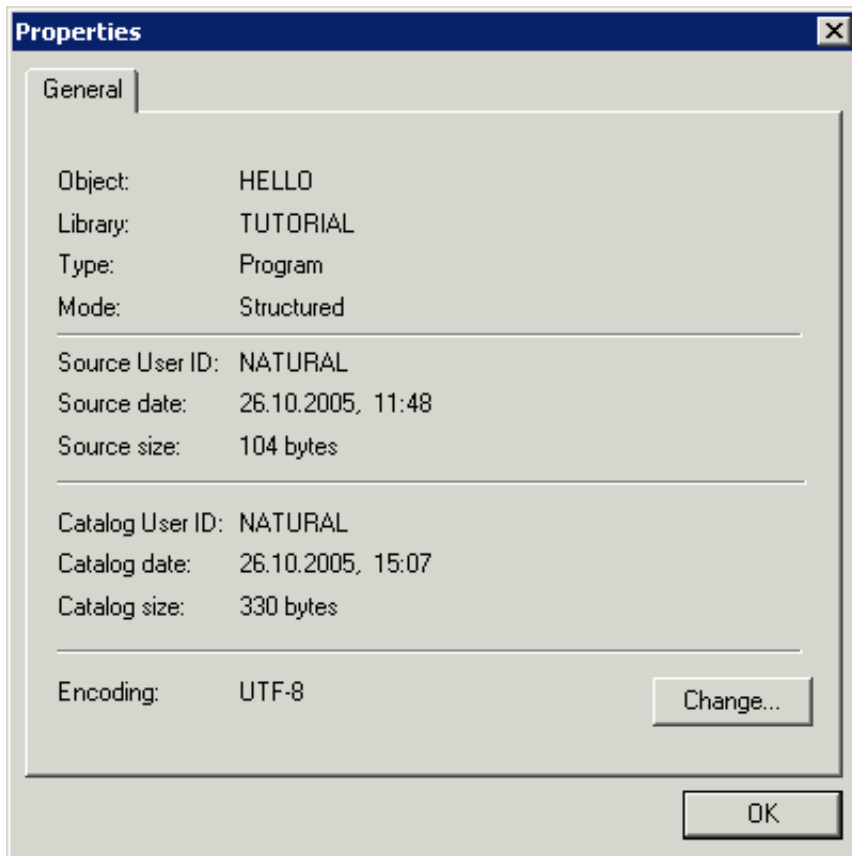 Properties
General
Object: HELLO
Library: TUTORIAL
Type: Program
Mode: Structured
Source User ID: NATURAL
Source date: 26.10.2005, 11:48
Source size: 104 bytes
Catalog User ID: NATURAL
Catalog date: 26.10.2005, 15:07
Catalog size: 330 bytes
Encoding: UTF-8 Change...
OK